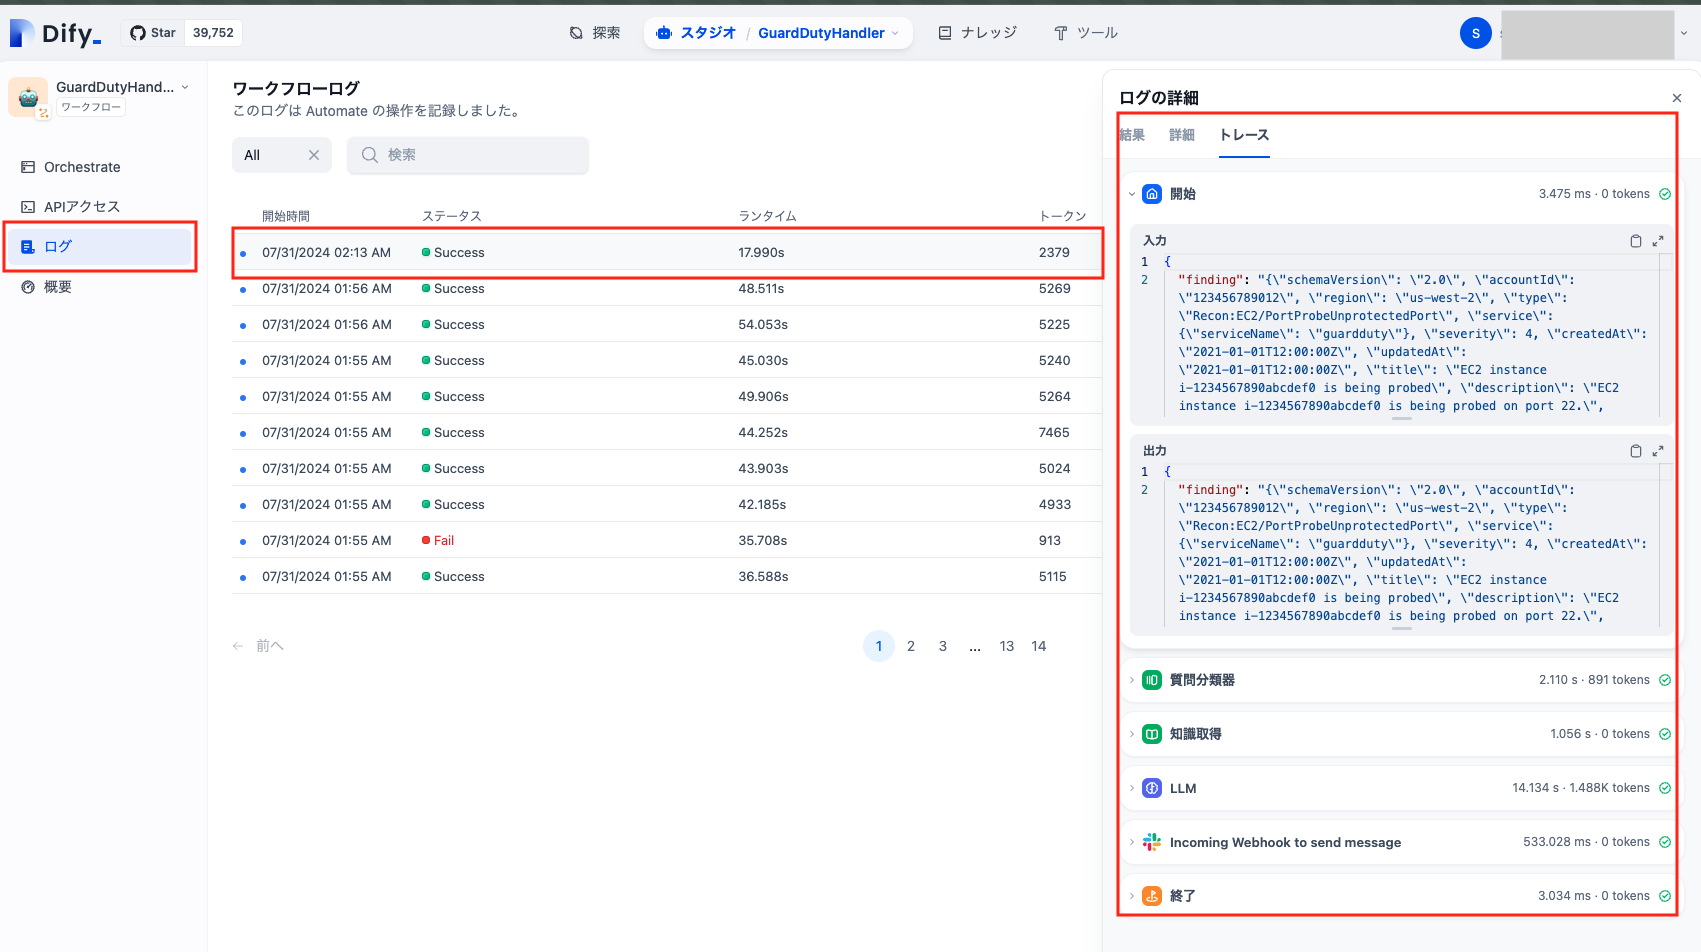 Dify_
Star 39,752
探索
スタジオ / GuardDutyHandler
ナレッジ
ツール
S
GuardDutyHand...
ワークフロー
Orchestrate
APIアクセス
ログ
概要
ワークフローログ
このログは Automate の操作を記録しました。
All
検索
開始時間 ステータス ランタイム トークン
07/31/2024 02:13 AM Success 17.990s 2379
07/31/2024 01:56 AM Success 48.511s 5269
07/31/2024 01:56 AM Success 54.053s 5225
07/31/2024 01:55 AM Success 45.030s 5240
07/31/2024 01:55 AM Success 49.906s 5264
07/31/2024 01:55 AM Success 44.252s 7465
07/31/2024 01:55 AM Success 43.903s 5024
07/31/2024 01:55 AM Success 42.185s 4933
07/31/2024 01:55 AM Fail 35.708s 913
07/31/2024 01:55 AM Success 36.588s 5115
← 前へ
1 2 3 ... 13 14
ログの詳細
結果 詳細 トレース
開始 3.475 ms · 0 tokens
入力
1 {
2 "finding": "{\"schemaVersion\": \"2.0\", \"accountId\":
\"123456789012\", \"region\": \"us-west-2\", \"type\":
\"Recon:EC2/PortProbeUnprotectedPort\", \"service\":
{\"serviceName\": \"guardduty\"}, \"severity\": 4, \"createdAt\":
\"2021-01-01T12:00:00Z\", \"updatedAt\":
\"2021-01-01T12:00:00Z\", \"title\": \"EC2 instance
i-1234567890abcdef0 is being probed\", \"description\": \"EC2
instance i-1234567890abcdef0 is being probed on port 22.\",
出力
1 {
2 "finding": "{\"schemaVersion\": \"2.0\", \"accountId\":
\"123456789012\", \"region\": \"us-west-2\", \"type\":
\"Recon:EC2/PortProbeUnprotectedPort\", \"service\":
{\"serviceName\": \"guardduty\"}, \"severity\": 4, \"createdAt\":
\"2021-01-01T12:00:00Z\", \"updatedAt\":
\"2021-01-01T12:00:00Z\", \"title\": \"EC2 instance
i-1234567890abcdef0 is being probed\", \"description\": \"EC2
instance i-1234567890abcdef0 is being probed on port 22.\",
質問分類器 2.110 s · 891 tokens
知識取得 1.056 s · 0 tokens
LLM 14.134 s · 1.488K tokens
Incoming Webhook to send message 533.028 ms · 0 tokens
終了 3.034 ms · 0 tokens